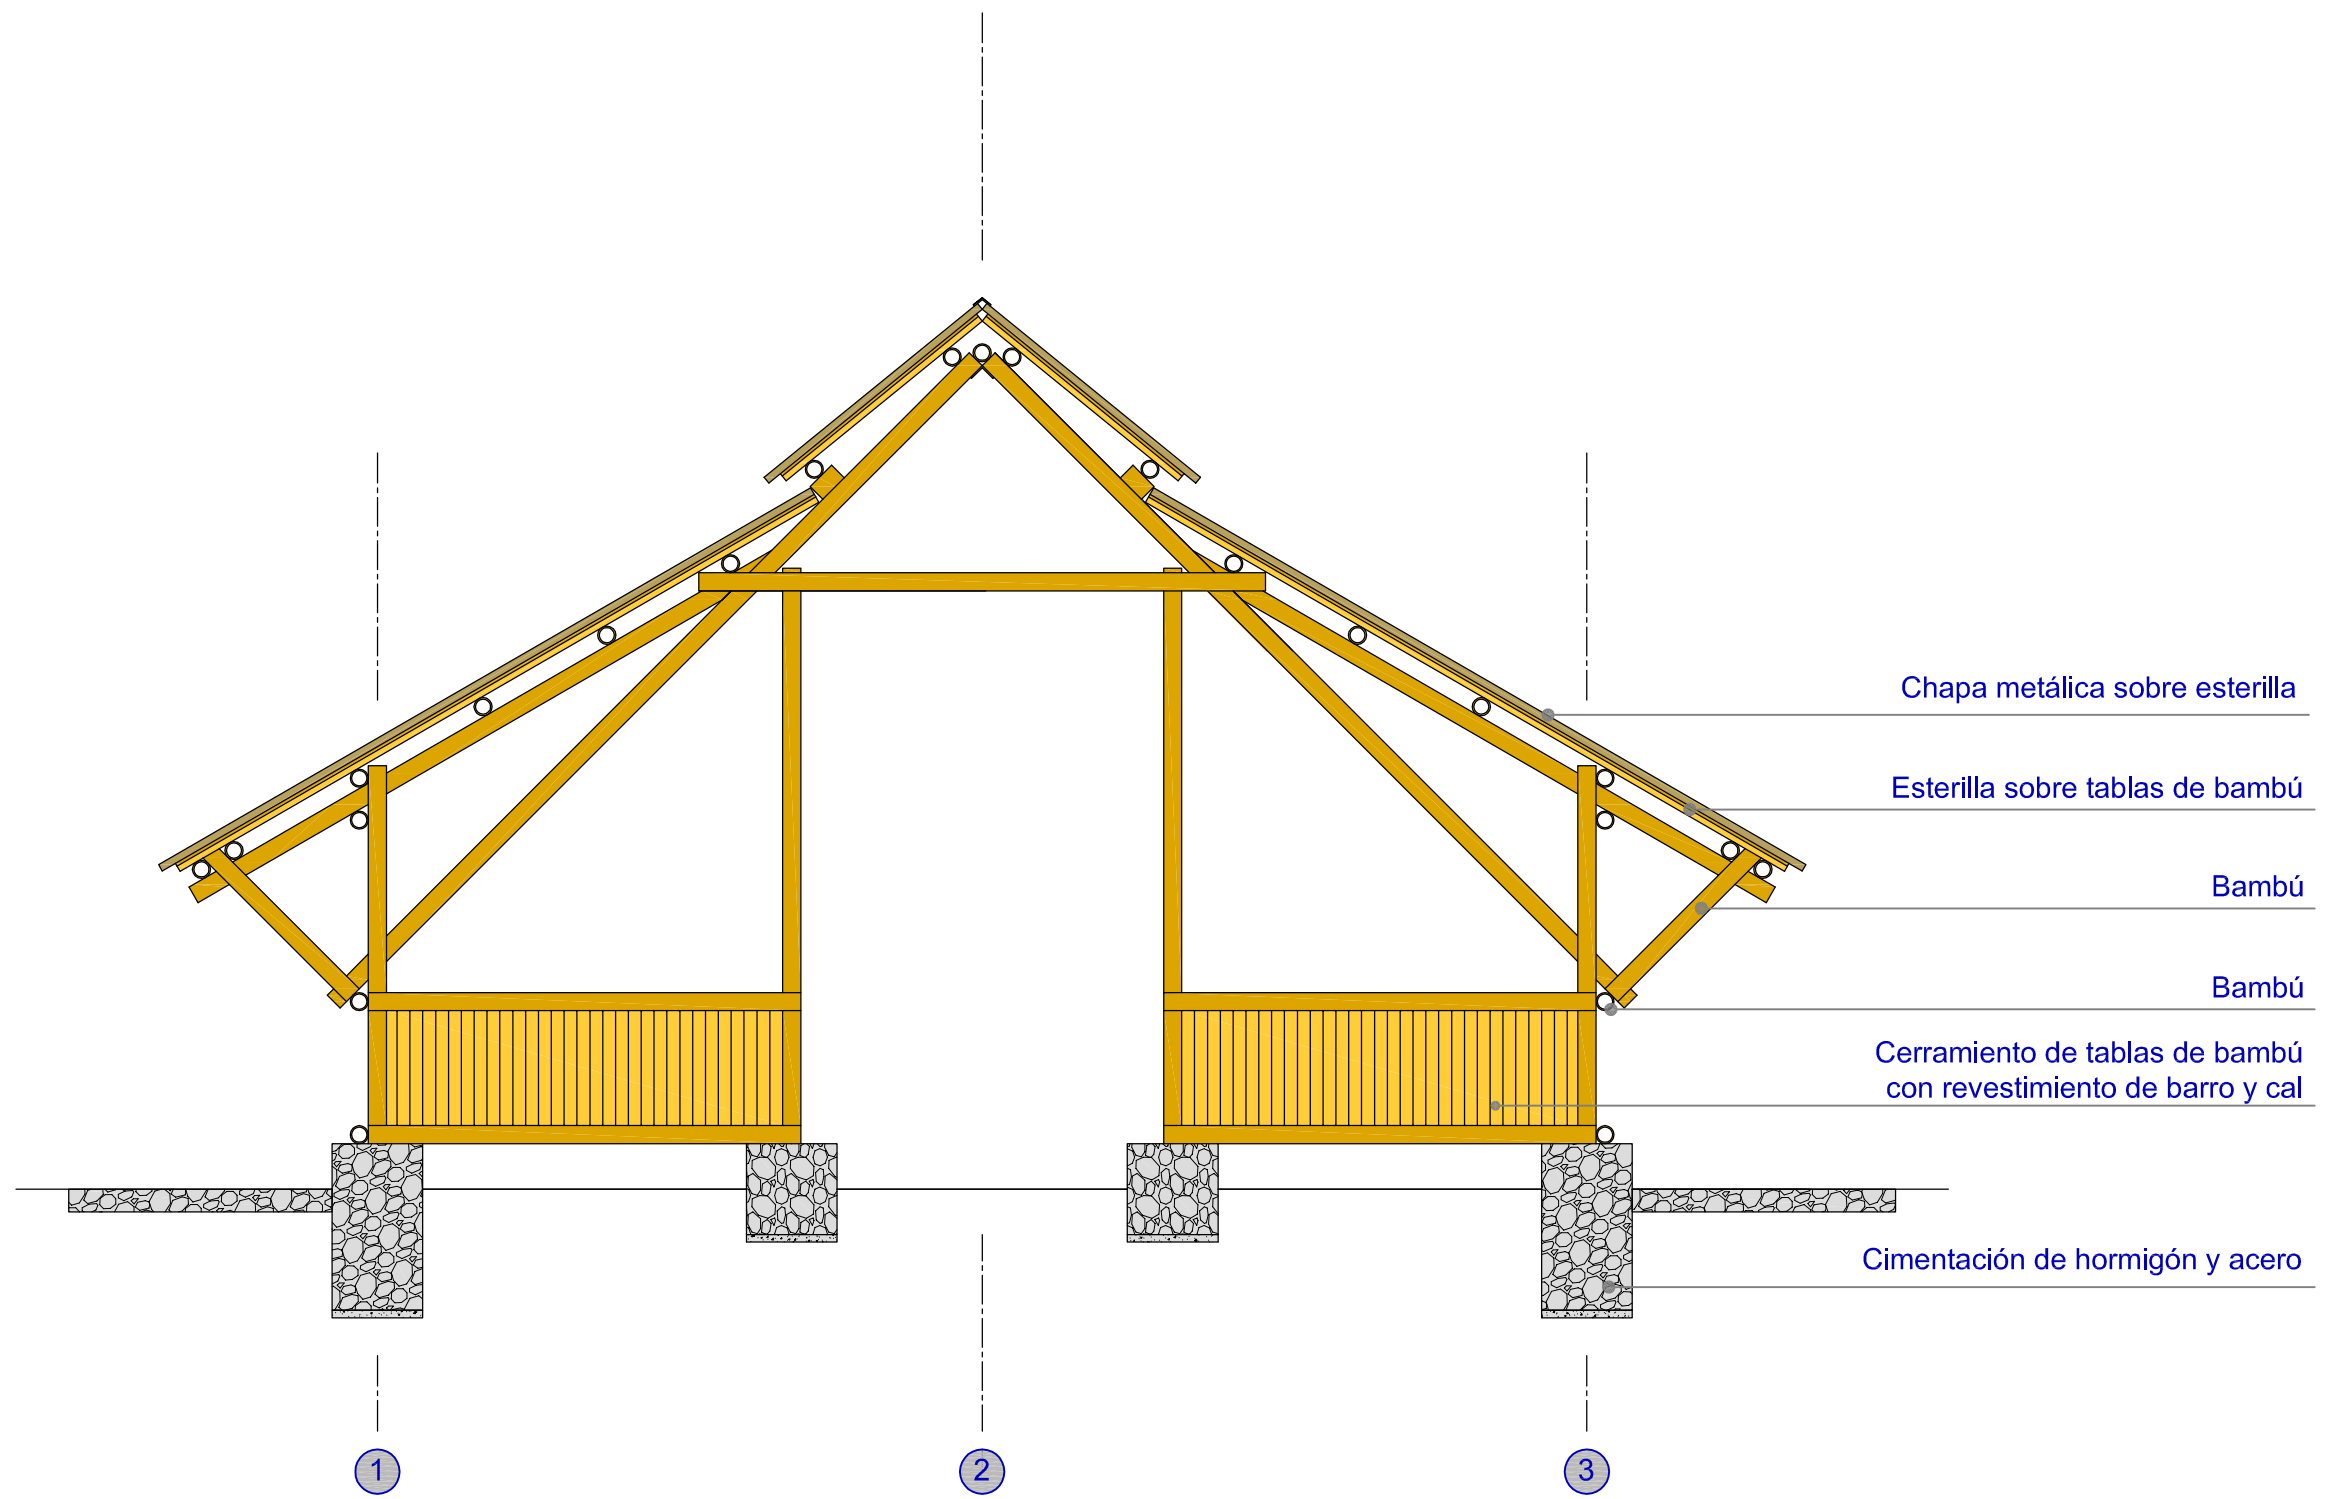 Chapa metálica sobre esterilla
Esterilla sobre tablas de bambú
Bambú
Bambú
Cerramiento de tablas de bambú
con revestimiento de barro y cal
Cimentación de hormigón y acero
1
2
3